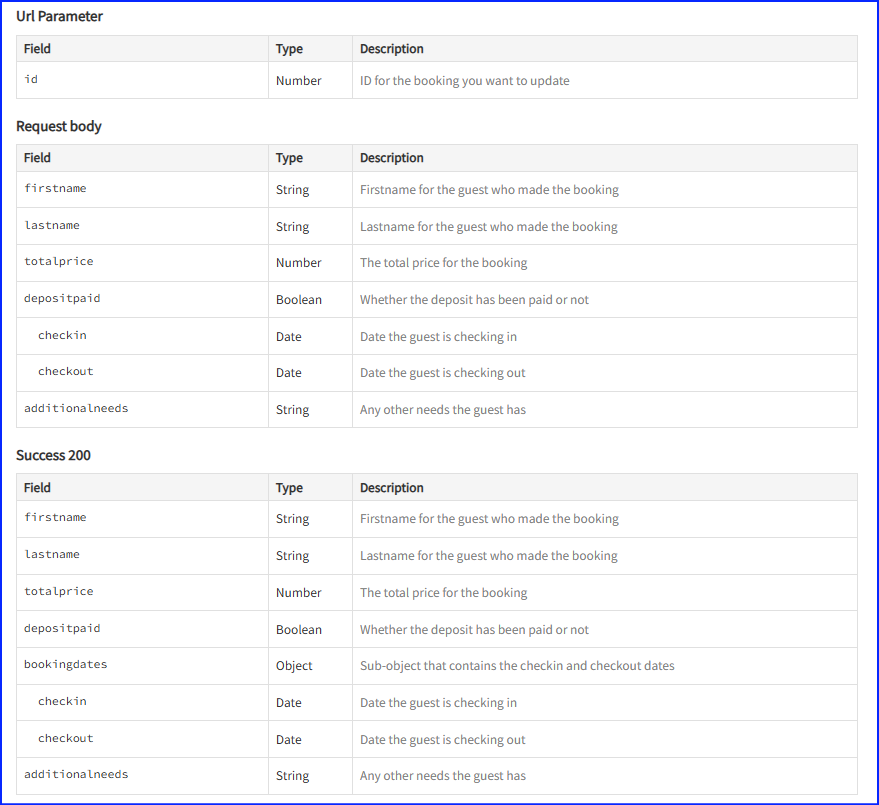 Url Parameter
Field Type Description
id Number ID for the booking you want to update
Request body
Field Type Description
firstname String Firstname for the guest who made the booking
lastname String Lastname for the guest who made the booking
totalprice Number The total price for the booking
depositpaid Boolean Whether the deposit has been paid or not
checkin Date Date the guest is checking in
checkout Date Date the guest is checking out
additionalneeds String Any other needs the guest has
Success 200
Field Type Description
firstname String Firstname for the guest who made the booking
lastname String Lastname for the guest who made the booking
totalprice Number The total price for the booking
depositpaid Boolean Whether the deposit has been paid or not
bookingdates Object Sub-object that contains the checkin and checkout dates
checkin Date Date the guest is checking in
checkout Date Date the guest is checking out
additionalneeds String Any other needs the guest has